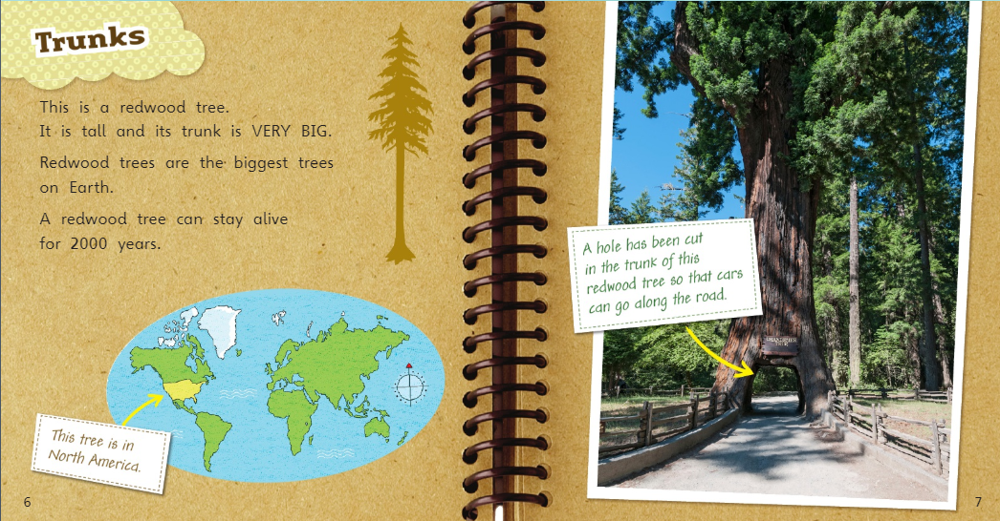 Trunks
This is a redwood tree.
It is tall and its trunk is VERY BIG.
Redwood trees are the biggest trees
on Earth.
A redwood tree can stay alive
for 2000 years.
This tree is in
North America.
6
A hole has been cut
in the trunk of this
redwood tree so that cars
can go along the road.
7